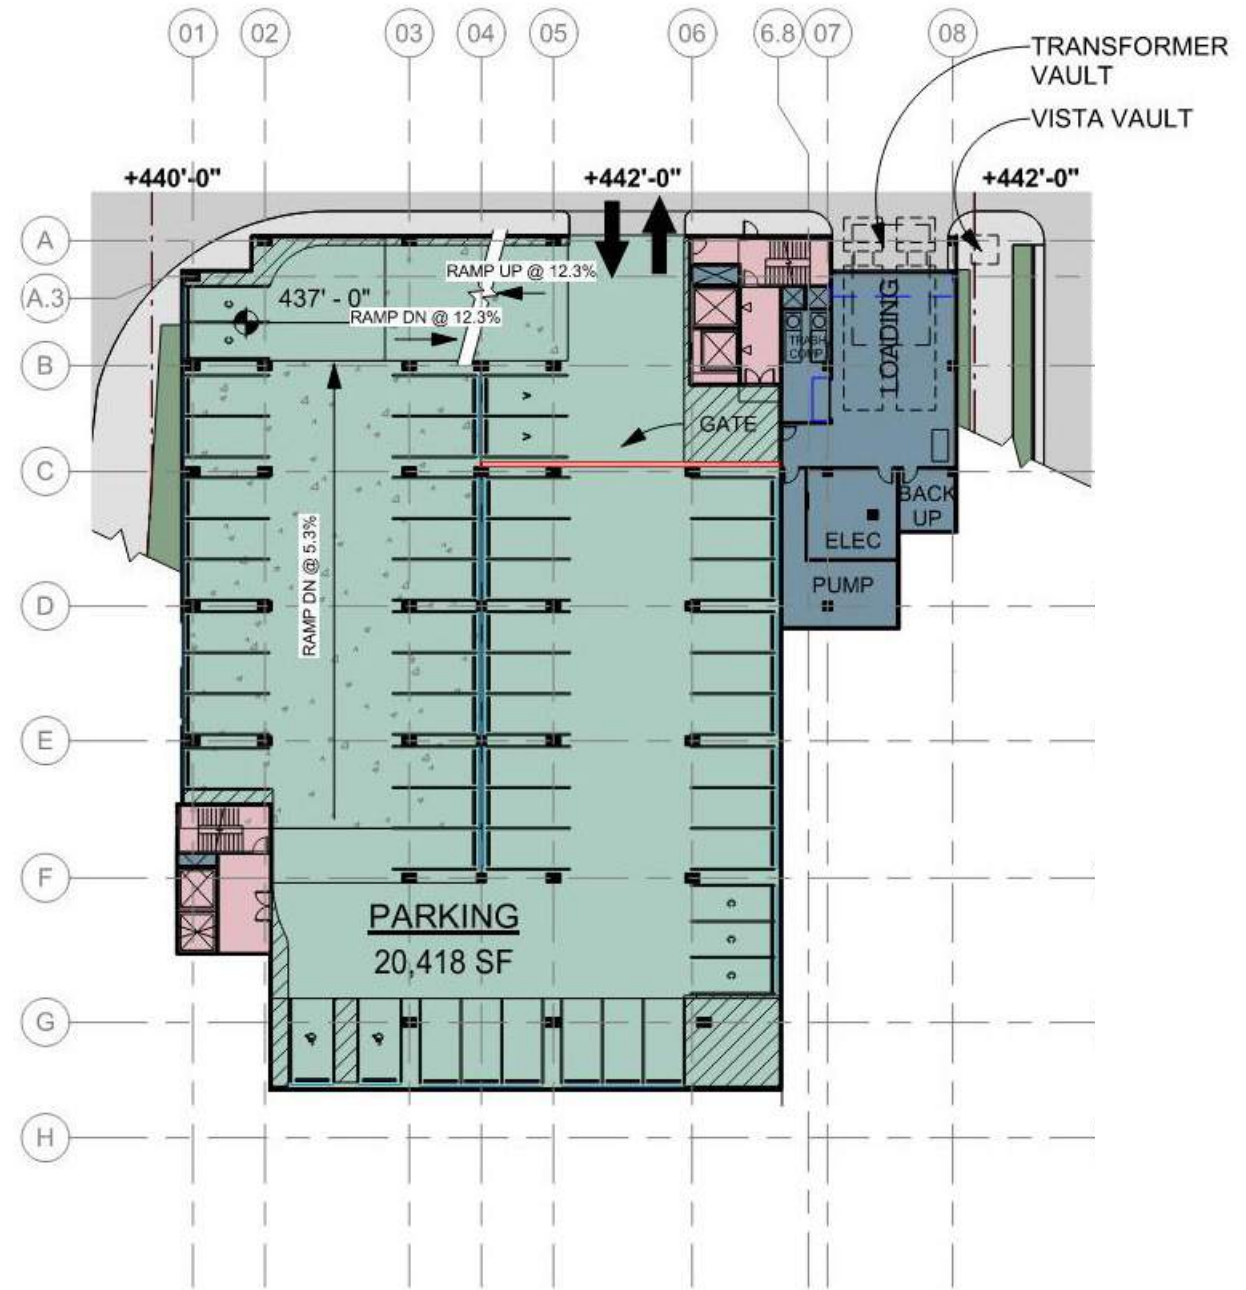 01
02
03
04
05
06
6.8
07
08
TRANSFORMER
VAULT
VISTA VAULT
+440'-0"
+442'-0"
+442'-0"
A
A.3
RAMP UP @ 12.3%
437' - 0"
RAMP DN @ 12.3%
C
C
LOADING
TRASH
COMP
B
V
V
GATE
C
BACK
UP
ELEC
RAMP DN @ 5.3%
PUMP
D
E
F
PARKING
20,418 SF
C
C
C
G
H